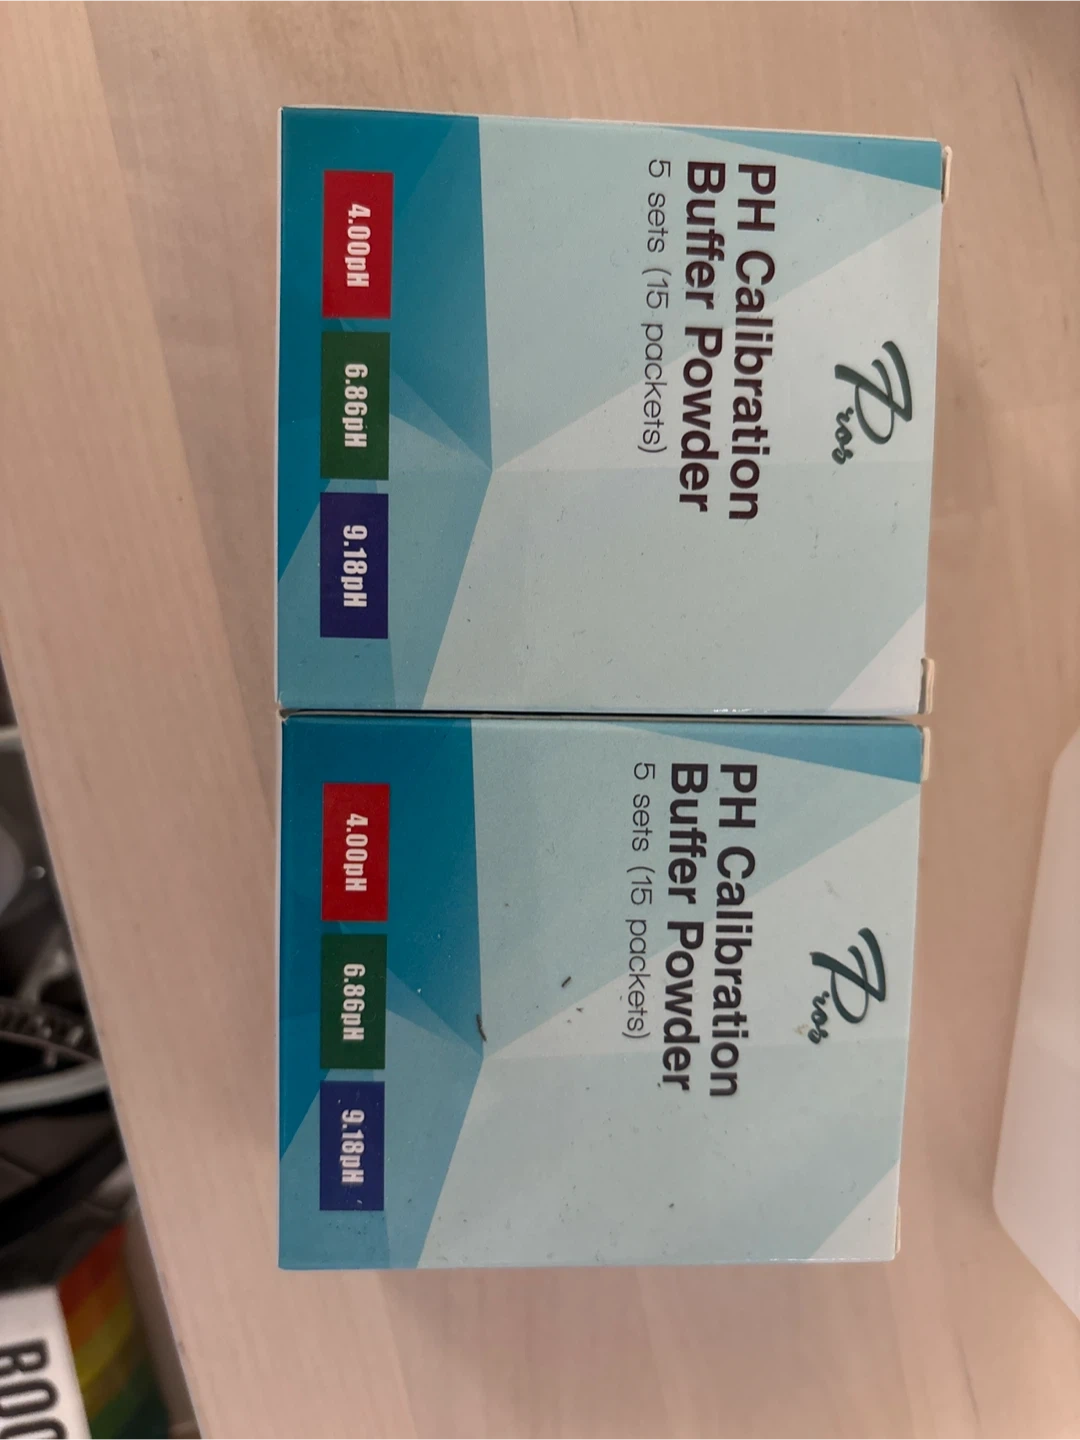 Pros
PH Calibration
Buffer Powder
5 sets (15 packets)
4.00pH
6.86pH
9.18pH
Pros
PH Calibration
Buffer Powder
5 sets (15 packets)
4.00pH
6.86pH
9.18pH